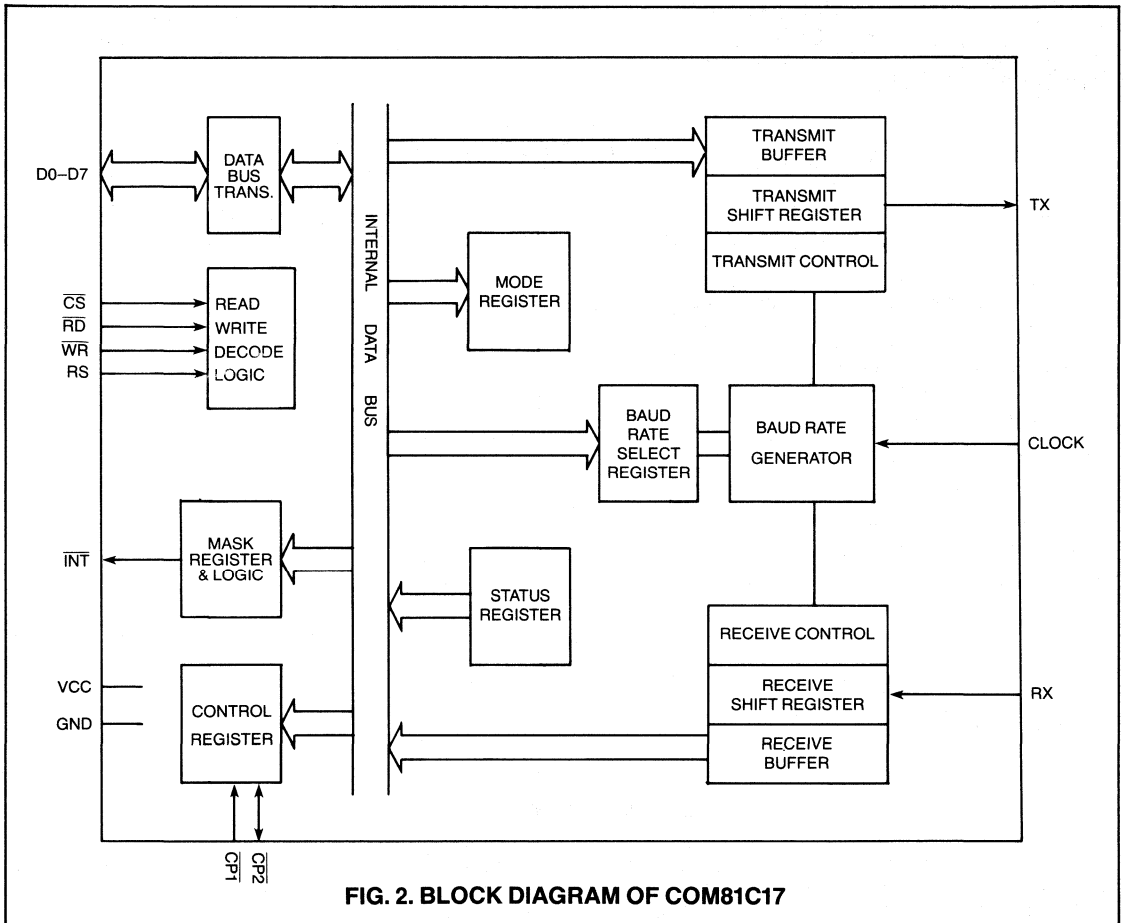 D0–D7
DATA
BUS
TRANS.
CS
RD
WR
RS
READ
WRITE
DECODE
LOGIC
INT
MASK
REGISTER
& LOGIC
VCC
GND
CONTROL
REGISTER
CP1
CP2
INTERNAL DATA BUS
MODE
REGISTER
STATUS
REGISTER
BAUD
RATE
SELECT
REGISTER
TRANSMIT
BUFFER
TRANSMIT
SHIFT REGISTER
TRANSMIT CONTROL
BAUD RATE
GENERATOR
RECEIVE CONTROL
RECEIVE
SHIFT REGISTER
RECEIVE
BUFFER
TX
CLOCK
RX
FIG. 2. BLOCK DIAGRAM OF COM81C17